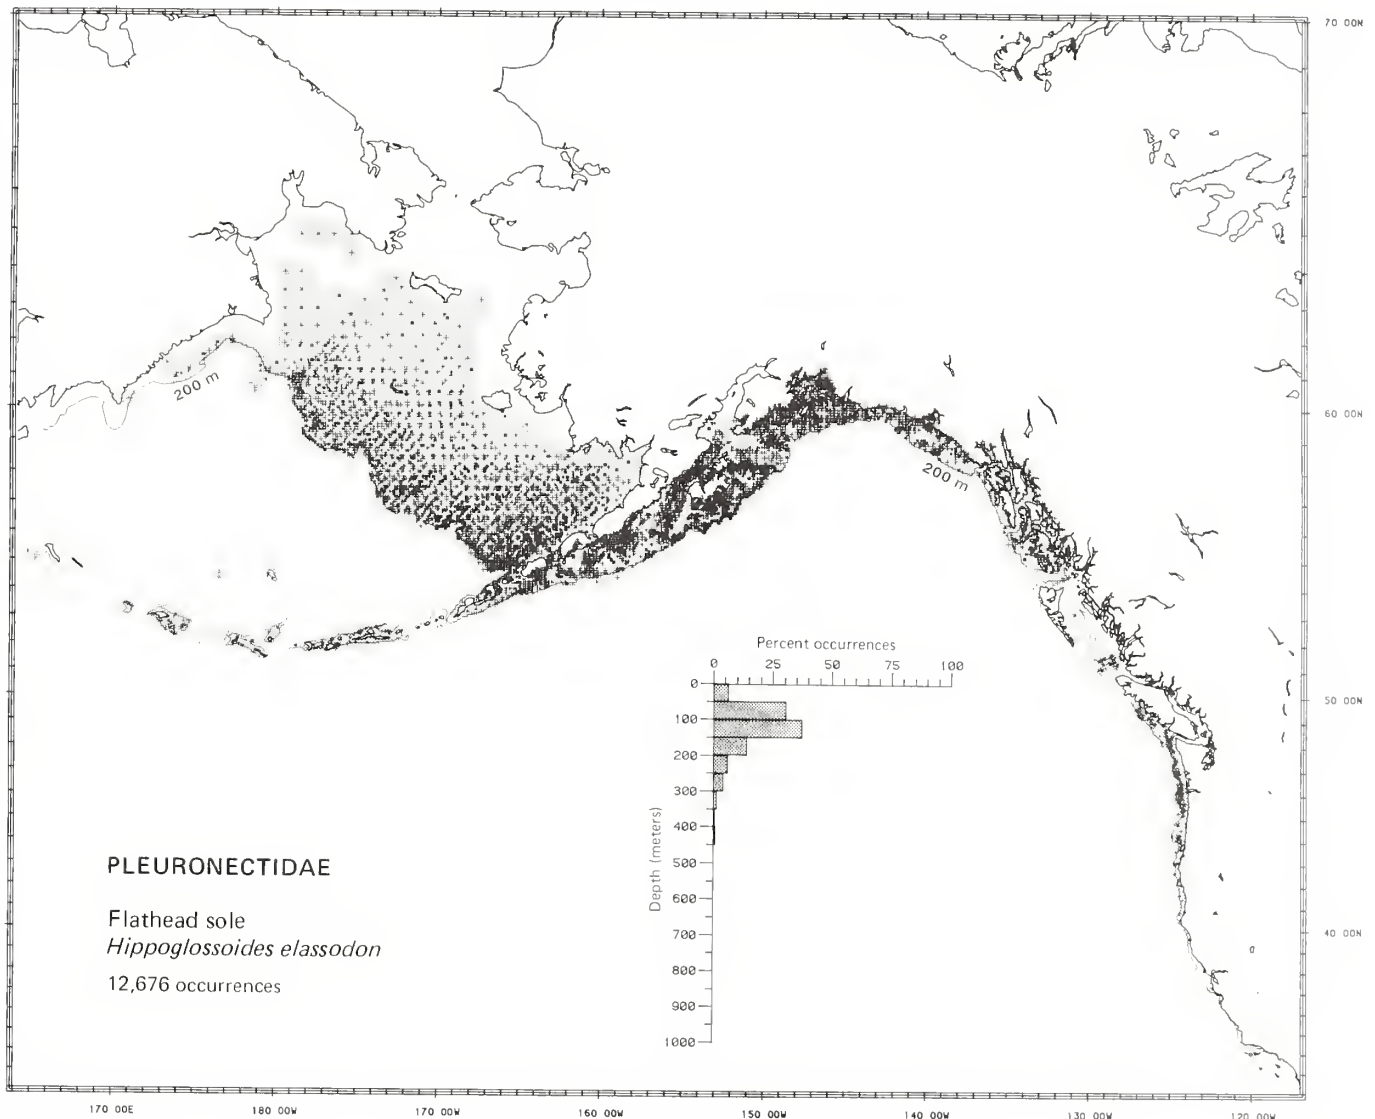 70 00N
200 m
60 00N
200 m
Percent occurrences
0 25 50 75 100
0
100
200
300
400
500
600
700
800
900
1000
Depth (meters)
50 00N
40 00N
PLEURONECTIDAE
Flathead sole
Hippoglossoides elassodon
12,676 occurrences
170 00E 180 00W 170 00W 160 00W 150 00W 140 00W 130 00W 120 00W